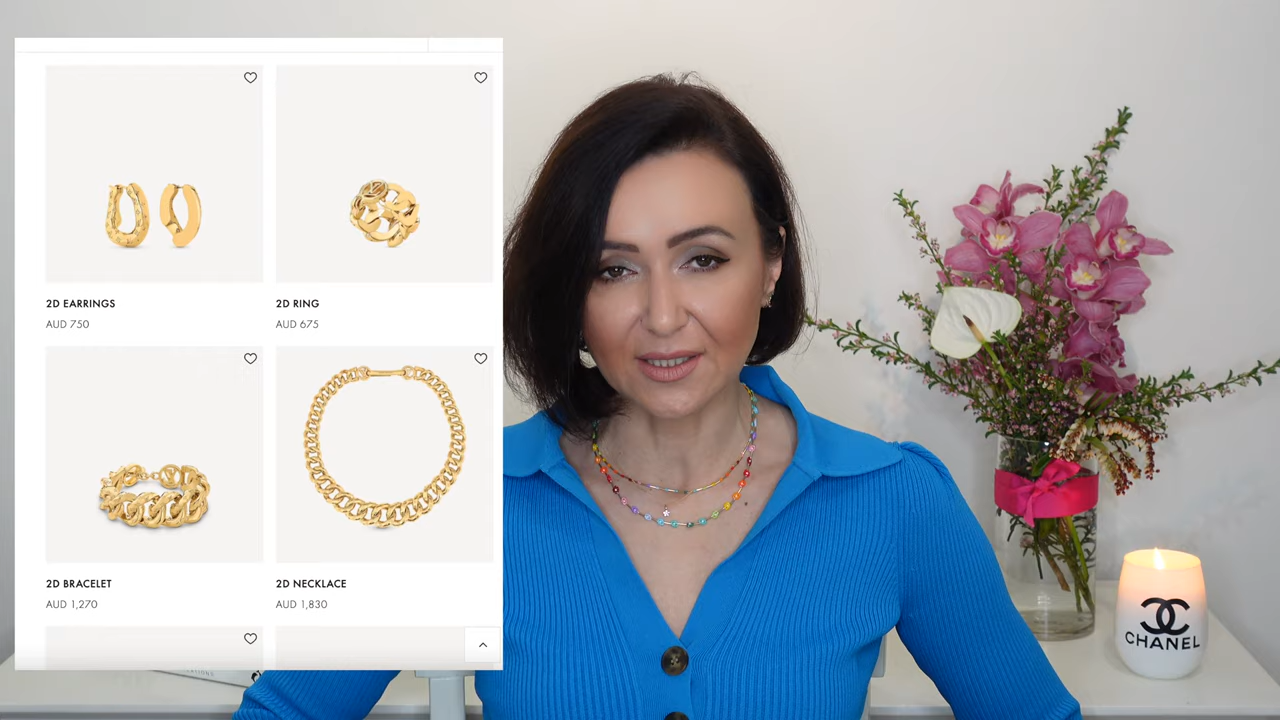 2D EARRINGS
AUD 750
2D RING
AUD 675
2D BRACELET
AUD 1,270
2D NECKLACE
AUD 1,830
CHANEL